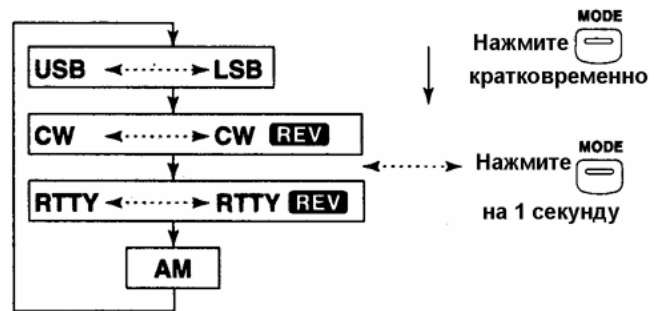 MODE
Нажмите
кратковременно
USB LSB
CW CW REV
MODE
Нажмите
RTTY RTTY REV
на 1 секунду
AM